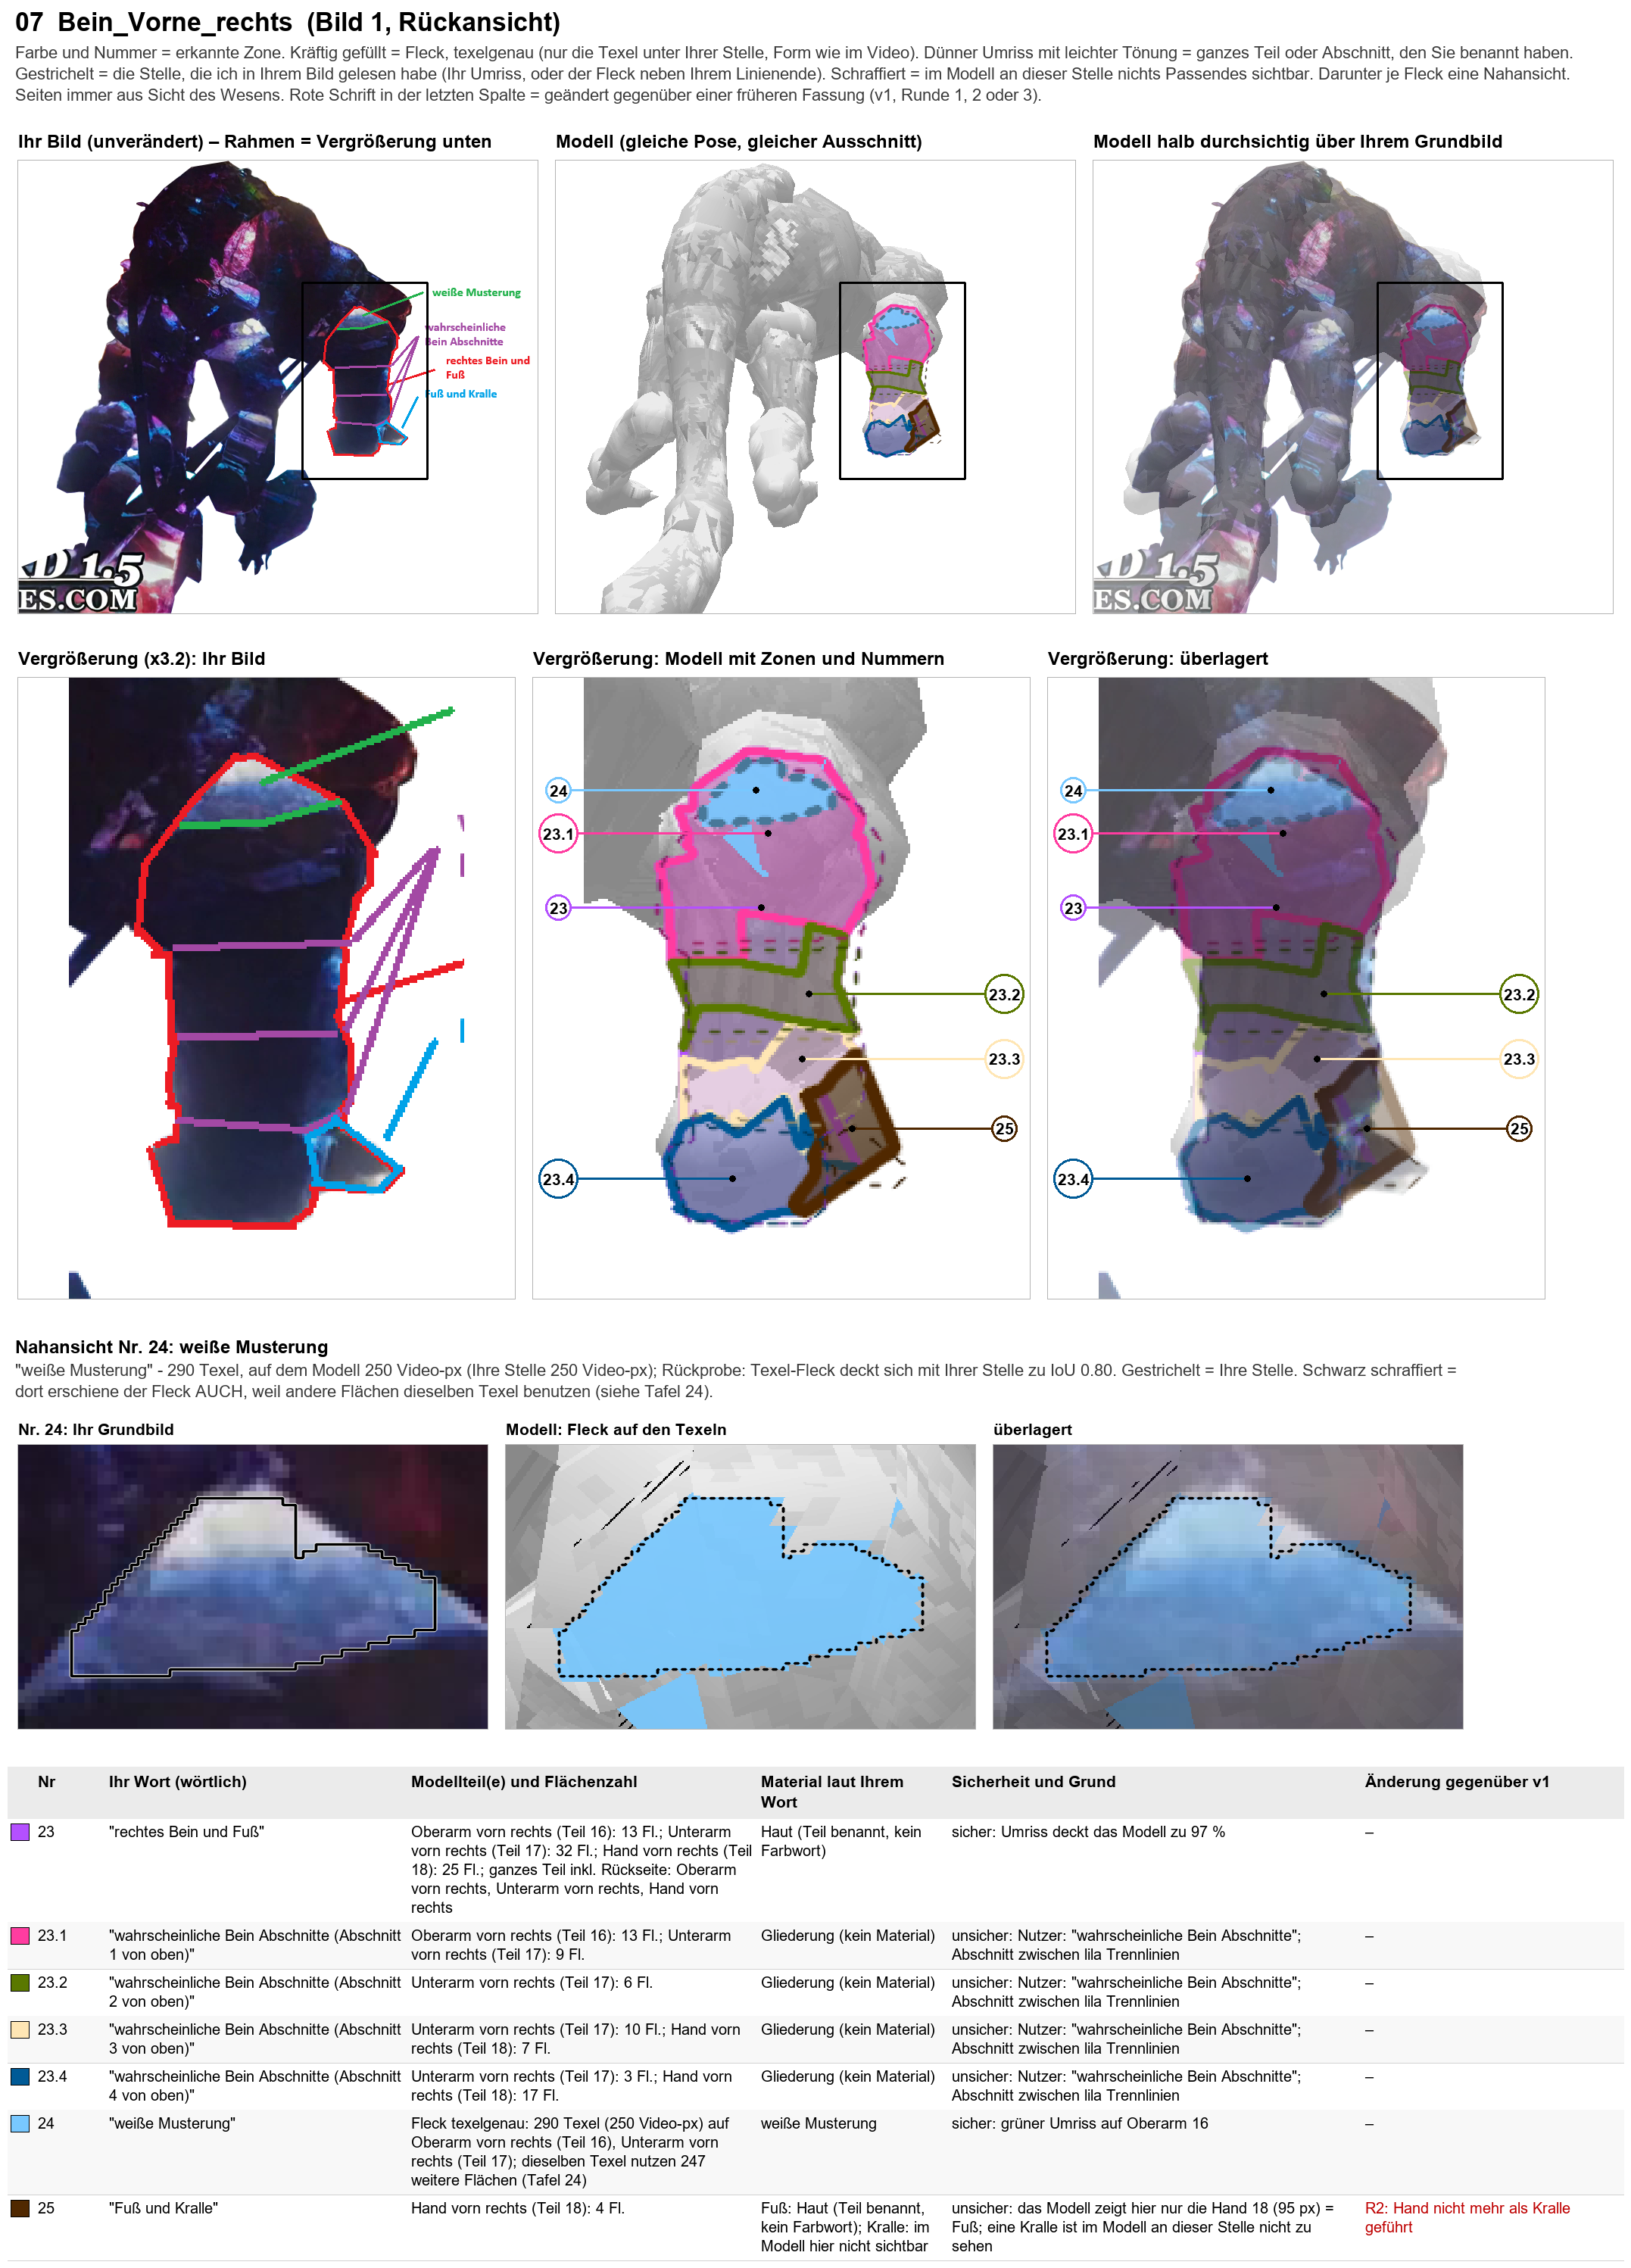 07 Bein_Vorne_rechts (Bild 1, Rückansicht)
Farbe und Nummer = erkannte Zone. Kräftig gefüllt = Fleck, texelgenau (nur die Texel unter Ihrer Stelle, Form wie im Video). Dünner Umriss mit leichter Tönung = ganzes Teil oder Abschnitt, den Sie benannt haben.
Gestrichelt = die Stelle, die ich in Ihrem Bild gelesen habe (Ihr Umriss, oder der Fleck neben Ihrem Linienende). Schraffiert = im Modell an dieser Stelle nichts Passendes sichtbar. Darunter je Fleck eine Nahansicht.
Seiten immer aus Sicht des Wesens. Rote Schrift in der letzten Spalte = geändert gegenüber einer früheren Fassung (v1, Runde 1, 2 oder 3).
Ihr Bild (unverändert) – Rahmen = Vergrößerung unten
Modell (gleiche Pose, gleicher Ausschnitt)
Modell halb durchsichtig über Ihrem Grundbild
weiße Musterung
wahrscheinliche
Bein Abschnitte
rechtes Bein und
Fuß
Fuß und Kralle
D 1.5
ES.COM
D 1.5
ES.COM
Vergrößerung (x3.2): Ihr Bild
Vergrößerung: Modell mit Zonen und Nummern
Vergrößerung: überlagert
24
23.1
23
23.2
23.3
25
23.4
24
23.1
23
23.2
23.3
25
23.4
Nahansicht Nr. 24: weiße Musterung
"weiße Musterung" - 290 Texel, auf dem Modell 250 Video-px (Ihre Stelle 250 Video-px); Rückprobe: Texel-Fleck deckt sich mit Ihrer Stelle zu IoU 0.80. Gestrichelt = Ihre Stelle. Schwarz schraffiert =
dort erschiene der Fleck AUCH, weil andere Flächen dieselben Texel benutzen (siehe Tafel 24).
Nr. 24: Ihr Grundbild
Modell: Fleck auf den Texeln
überlagert
Nr
Ihr Wort (wörtlich)
Modellteil(e) und Flächenzahl
Material laut Ihrem
Wort
Sicherheit und Grund
Änderung gegenüber v1
23
"rechtes Bein und Fuß"
Oberarm vorn rechts (Teil 16): 13 Fl.; Unterarm
vorn rechts (Teil 17): 32 Fl.; Hand vorn rechts (Teil
18): 25 Fl.; ganzes Teil inkl. Rückseite: Oberarm
vorn rechts, Unterarm vorn rechts, Hand vorn
rechts
Haut (Teil benannt, kein
Farbwort)
sicher: Umriss deckt das Modell zu 97 %
–
23.1
"wahrscheinliche Bein Abschnitte (Abschnitt
1 von oben)"
Oberarm vorn rechts (Teil 16): 13 Fl.; Unterarm
vorn rechts (Teil 17): 9 Fl.
Gliederung (kein Material)
unsicher: Nutzer: "wahrscheinliche Bein Abschnitte";
Abschnitt zwischen lila Trennlinien
–
23.2
"wahrscheinliche Bein Abschnitte (Abschnitt
2 von oben)"
Unterarm vorn rechts (Teil 17): 6 Fl.
Gliederung (kein Material)
unsicher: Nutzer: "wahrscheinliche Bein Abschnitte";
Abschnitt zwischen lila Trennlinien
–
23.3
"wahrscheinliche Bein Abschnitte (Abschnitt
3 von oben)"
Unterarm vorn rechts (Teil 17): 10 Fl.; Hand vorn
rechts (Teil 18): 7 Fl.
Gliederung (kein Material)
unsicher: Nutzer: "wahrscheinliche Bein Abschnitte";
Abschnitt zwischen lila Trennlinien
–
23.4
"wahrscheinliche Bein Abschnitte (Abschnitt
4 von oben)"
Unterarm vorn rechts (Teil 17): 3 Fl.; Hand vorn
rechts (Teil 18): 17 Fl.
Gliederung (kein Material)
unsicher: Nutzer: "wahrscheinliche Bein Abschnitte";
Abschnitt zwischen lila Trennlinien
–
24
"weiße Musterung"
Fleck texelgenau: 290 Texel (250 Video-px) auf
Oberarm vorn rechts (Teil 16), Unterarm vorn
rechts (Teil 17); dieselben Texel nutzen 247
weitere Flächen (Tafel 24)
weiße Musterung
sicher: grüner Umriss auf Oberarm 16
–
25
"Fuß und Kralle"
Hand vorn rechts (Teil 18): 4 Fl.
Fuß: Haut (Teil benannt,
kein Farbwort); Kralle: im
Modell hier nicht sichtbar
unsicher: das Modell zeigt hier nur die Hand 18 (95 px) =
Fuß; eine Kralle ist im Modell an dieser Stelle nicht zu
sehen
R2: Hand nicht mehr als Kralle
geführt